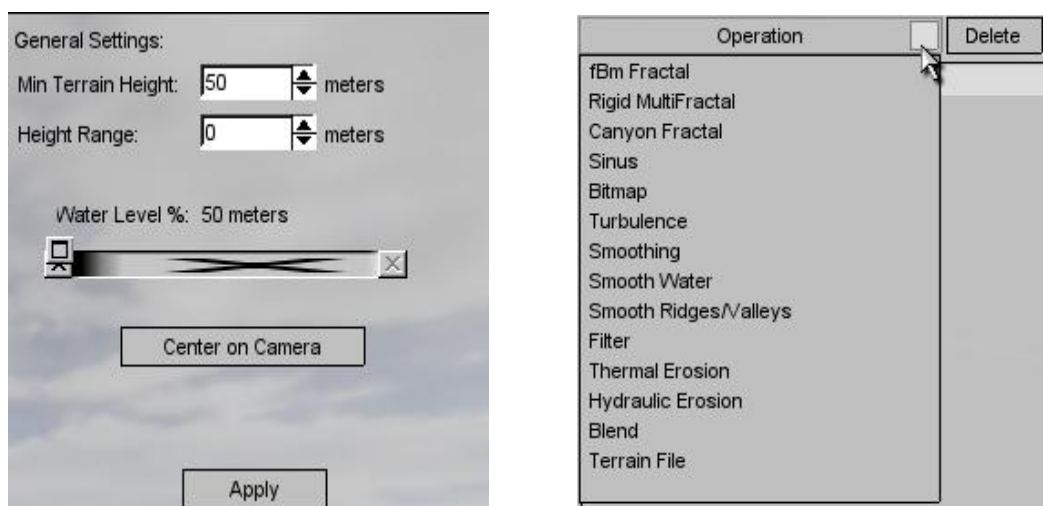 General Settings:
Min Terrain Height: 50 meters
Height Range: 0 meters
Water Level %: 50 meters
Center on Camera
Apply
Operation
Delete
fBm Fractal
Rigid MultiFractal
Canyon Fractal
Sinus
Bitmap
Turbulence
Smoothing
Smooth Water
Smooth Ridges/Valleys
Filter
Thermal Erosion
Hydraulic Erosion
Blend
Terrain File